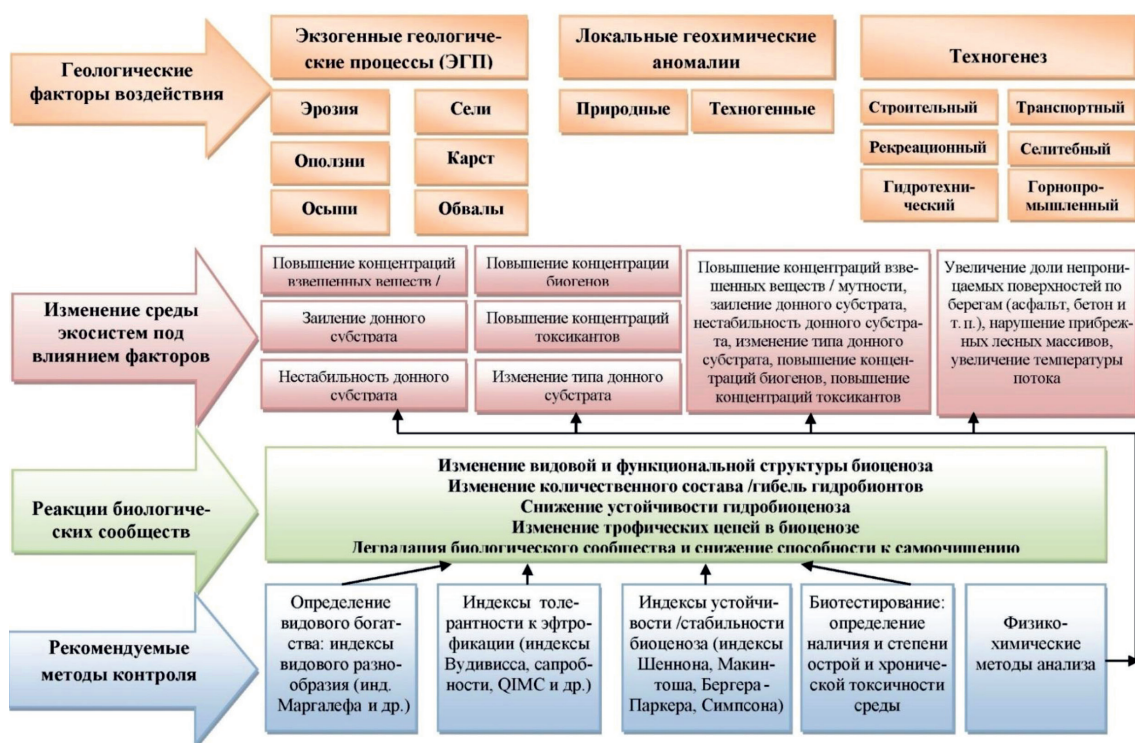 Геологические
факторы воздействия
Экзогенные геологиче-
ские процессы (ЭГП)
Эрозия
Сели
Оползни
Карст
Осыпи
Обвалы
Локальные геохимические
аномалии
Природные
Техногенные
Техногенез
Строительный
Транспортный
Рекреационный
Селитебный
Гидротехни-
ческий
Горнопро-
мышленный
Изменение среды
экосистем под
влиянием факторов
Повышение концентраций
взвешенных веществ /
Повышение концентрации
биогенов
Заиление донного
субстрата
Повышение концентраций
токсикантов
Нестабильность донного
субстрата
Изменение типа донного
субстрата
Повышение концентраций взве-
шенных веществ / мутности,
заиление донного субстрата,
нестабильность донного субстра-
та, изменение типа донного
субстрата, повышение концен-
траций биогенов, повышение
концентраций токсикантов
Увеличение доли непрони-
цаемых поверхностей по
берегам (асфальт, бетон и
т. п.), нарушение прибреж-
ных лесных массивов,
увеличение температуры
потока
Реакции биологиче-
ских сообществ
Изменение видовой и функциональной структуры биоценоза
Изменение количественного состава /гибель гидробионтов
Снижение устойчивости гидробиоценоза
Изменение трофических цепей в биоценозе
Деградация биологического сообщества и снижение способности к самоочищению
Рекомендуемые
методы контроля
Определение
видового богат-
ства: индексы
видового разно-
образия (инд.
Маргалефа и др.)
Индексы толе-
рантности к эфтро-
фикации (индексы
Вудивисса, сапроб-
ности, QIMC и др.)
Индексы устойчи-
вости /стабильности
биоценоза (индексы
Шеннона, Макин-
тоша, Бергера-
Паркера, Симпсона)
Биотестирование:
определение
наличия и степени
острой и хрониче-
ской токсичности
среды
Физико-
химические
методы анализа